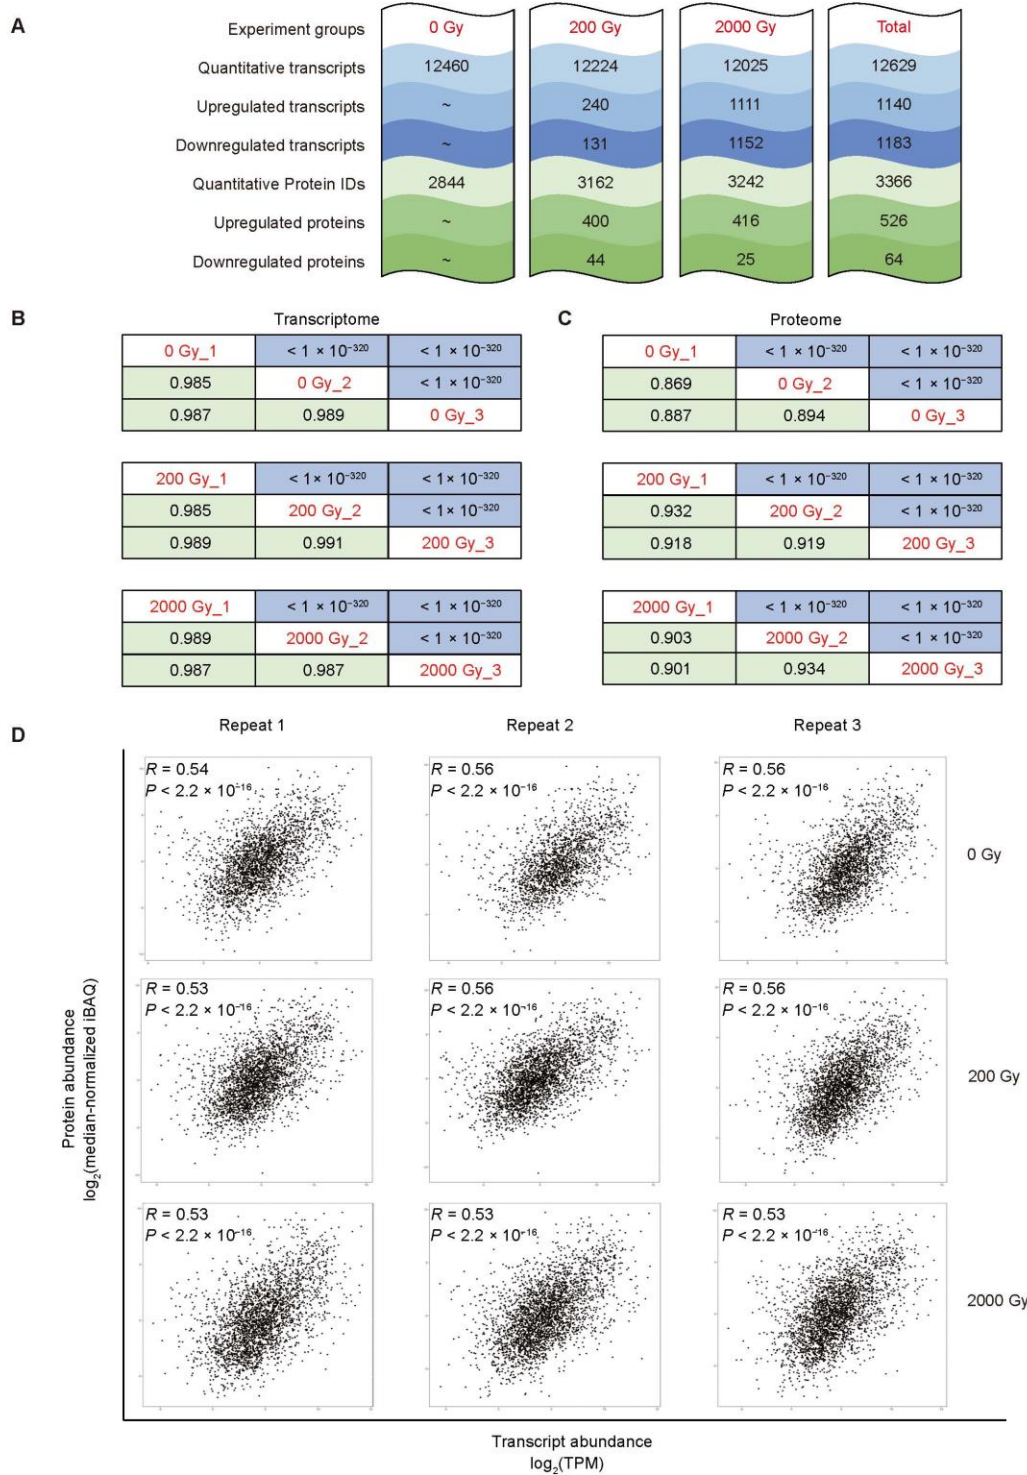 A
Experiment groups 0 Gy 200 Gy 2000 Gy Total
Quantitative transcripts 12460 12224 12025 12629
Upregulated transcripts ~ 240 1111 1140
Downregulated transcripts ~ 131 1152 1183
Quantitative Protein IDs 2844 3162 3242 3366
Upregulated proteins ~ 400 416 526
Downregulated proteins ~ 44 25 64
B Transcriptome
0 Gy_1 < 1 × 10⁻³²⁰ < 1 × 10⁻³²⁰
0.985 0 Gy_2 < 1 × 10⁻³²⁰
0.987 0.989 0 Gy_3
200 Gy_1 < 1 × 10⁻³²⁰ < 1 × 10⁻³²⁰
0.985 200 Gy_2 < 1 × 10⁻³²⁰
0.989 0.991 200 Gy_3
2000 Gy_1 < 1 × 10⁻³²⁰ < 1 × 10⁻³²⁰
0.989 2000 Gy_2 < 1 × 10⁻³²⁰
0.987 0.987 2000 Gy_3
C Proteome
0 Gy_1 < 1 × 10⁻³²⁰ < 1 × 10⁻³²⁰
0.869 0 Gy_2 < 1 × 10⁻³²⁰
0.887 0.894 0 Gy_3
200 Gy_1 < 1 × 10⁻³²⁰ < 1 × 10⁻³²⁰
0.932 200 Gy_2 < 1 × 10⁻³²⁰
0.918 0.919 200 Gy_3
2000 Gy_1 < 1 × 10⁻³²⁰ < 1 × 10⁻³²⁰
0.903 2000 Gy_2 < 1 × 10⁻³²⁰
0.901 0.934 2000 Gy_3
D
Repeat 1 Repeat 2 Repeat 3
R = 0.54 R = 0.56 R = 0.56
P < 2.2 × 10⁻¹⁶ P < 2.2 × 10⁻¹⁶ P < 2.2 × 10⁻¹⁶
0 Gy
R = 0.53 R = 0.56 R = 0.56
P < 2.2 × 10⁻¹⁶ P < 2.2 × 10⁻¹⁶ P < 2.2 × 10⁻¹⁶
200 Gy
R = 0.53 R = 0.53 R = 0.53
P < 2.2 × 10⁻¹⁶ P < 2.2 × 10⁻¹⁶ P < 2.2 × 10⁻¹⁶
2000 Gy
Protein abundance
log₂(median-normalized iBAQ)
Transcript abundance
log₂(TPM)